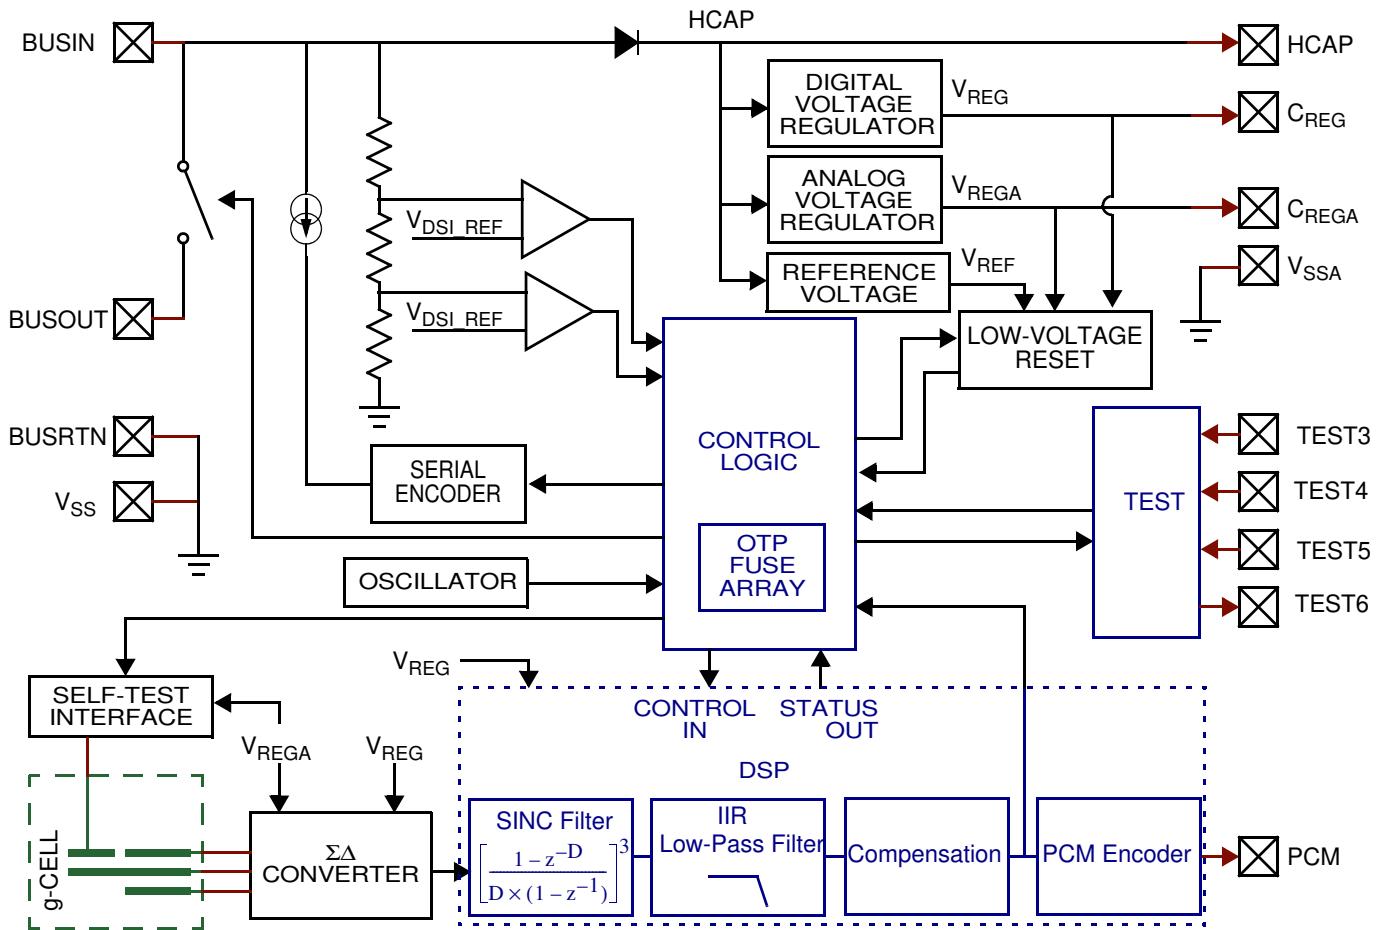 HCAP
BUSIN
HCAP
DIGITAL
VOLTAGE
REGULATOR
VREG
CREG
ANALOG
VOLTAGE
REGULATOR
VREGA
CREGA
VDSI_REF
REFERENCE
VOLTAGE
VREF
VSSA
BUSOUT
VDSI_REF
LOW-VOLTAGE
RESET
BUSRTN
VSS
SERIAL
ENCODER
CONTROL
LOGIC
OTP
FUSE
ARRAY
TEST
TEST3
TEST4
TEST5
TEST6
OSCILLATOR
VREG
SELF-TEST
INTERFACE
CONTROL
IN
STATUS
OUT
VREGA
VREG
DSP
g-CELL
ΣΔ
CONVERTER
SINC Filter
[(1 – z^–D) / (D × (1 – z^–1))]^3
IIR
Low-Pass Filter
Compensation
PCM Encoder
PCM